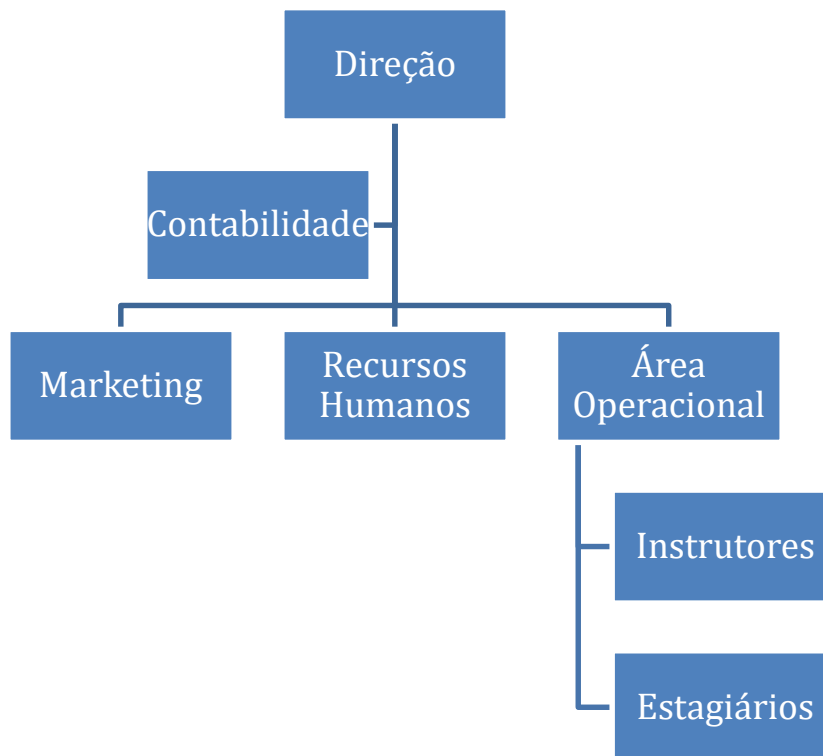 Direção
Contabilidade
Marketing
Recursos
Humanos
Área
Operacional
Instrutores
Estagiários